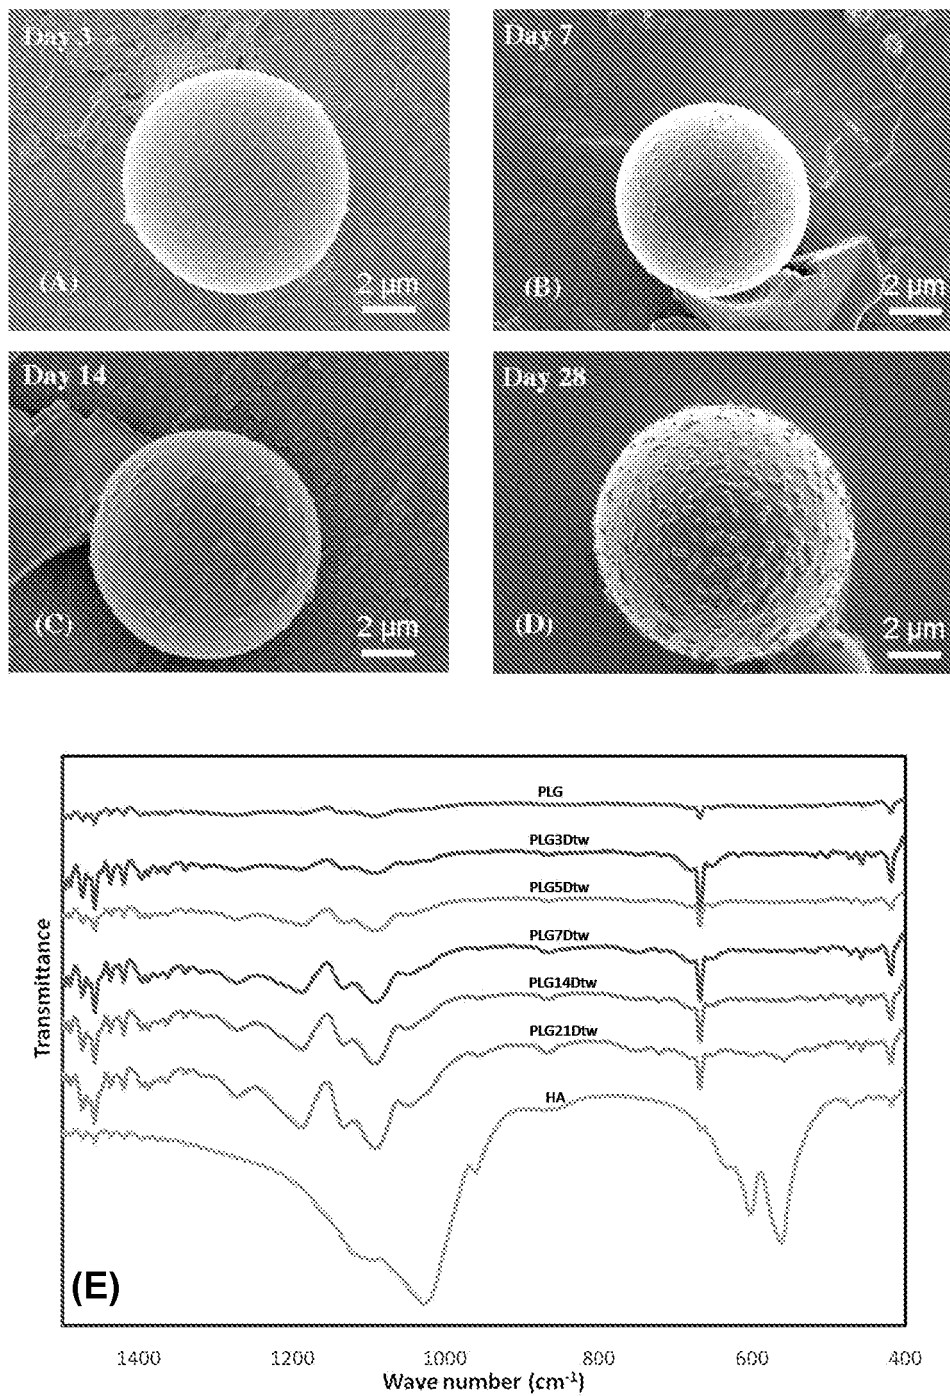 Day 3
(A)
2 µm
Day 7
(B)
2 µm
Day 14
(C)
2 µm
Day 28
(D)
2 µm
PLG
PLG3Dtw
PLG5Dtw
PLG7Dtw
PLG14Dtw
PLG21Dtw
HA
Transmittance
(E)
1400 1200 1000 800 600 400
Wave number (cm⁻¹)